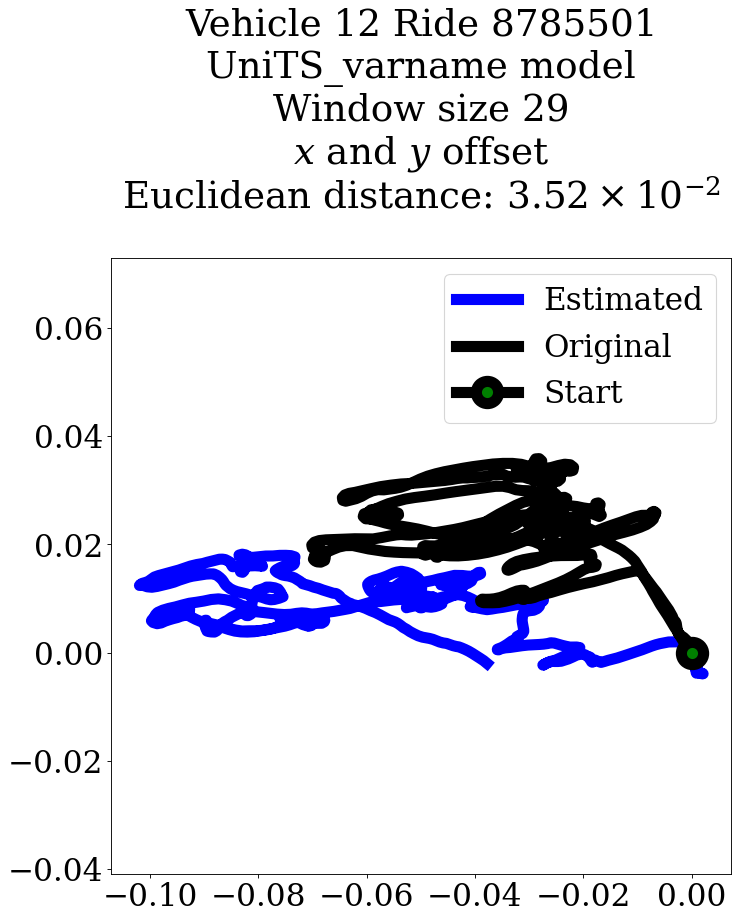 Vehicle 12 Ride 8785501
UniTS_varname model
Window size 29
x and y offset
Euclidean distance: 3.52 × 10⁻²
Estimated
Original
Start
0.06
0.04
0.02
0.00
−0.02
−0.04
−0.10 −0.08 −0.06 −0.04 −0.02 0.00